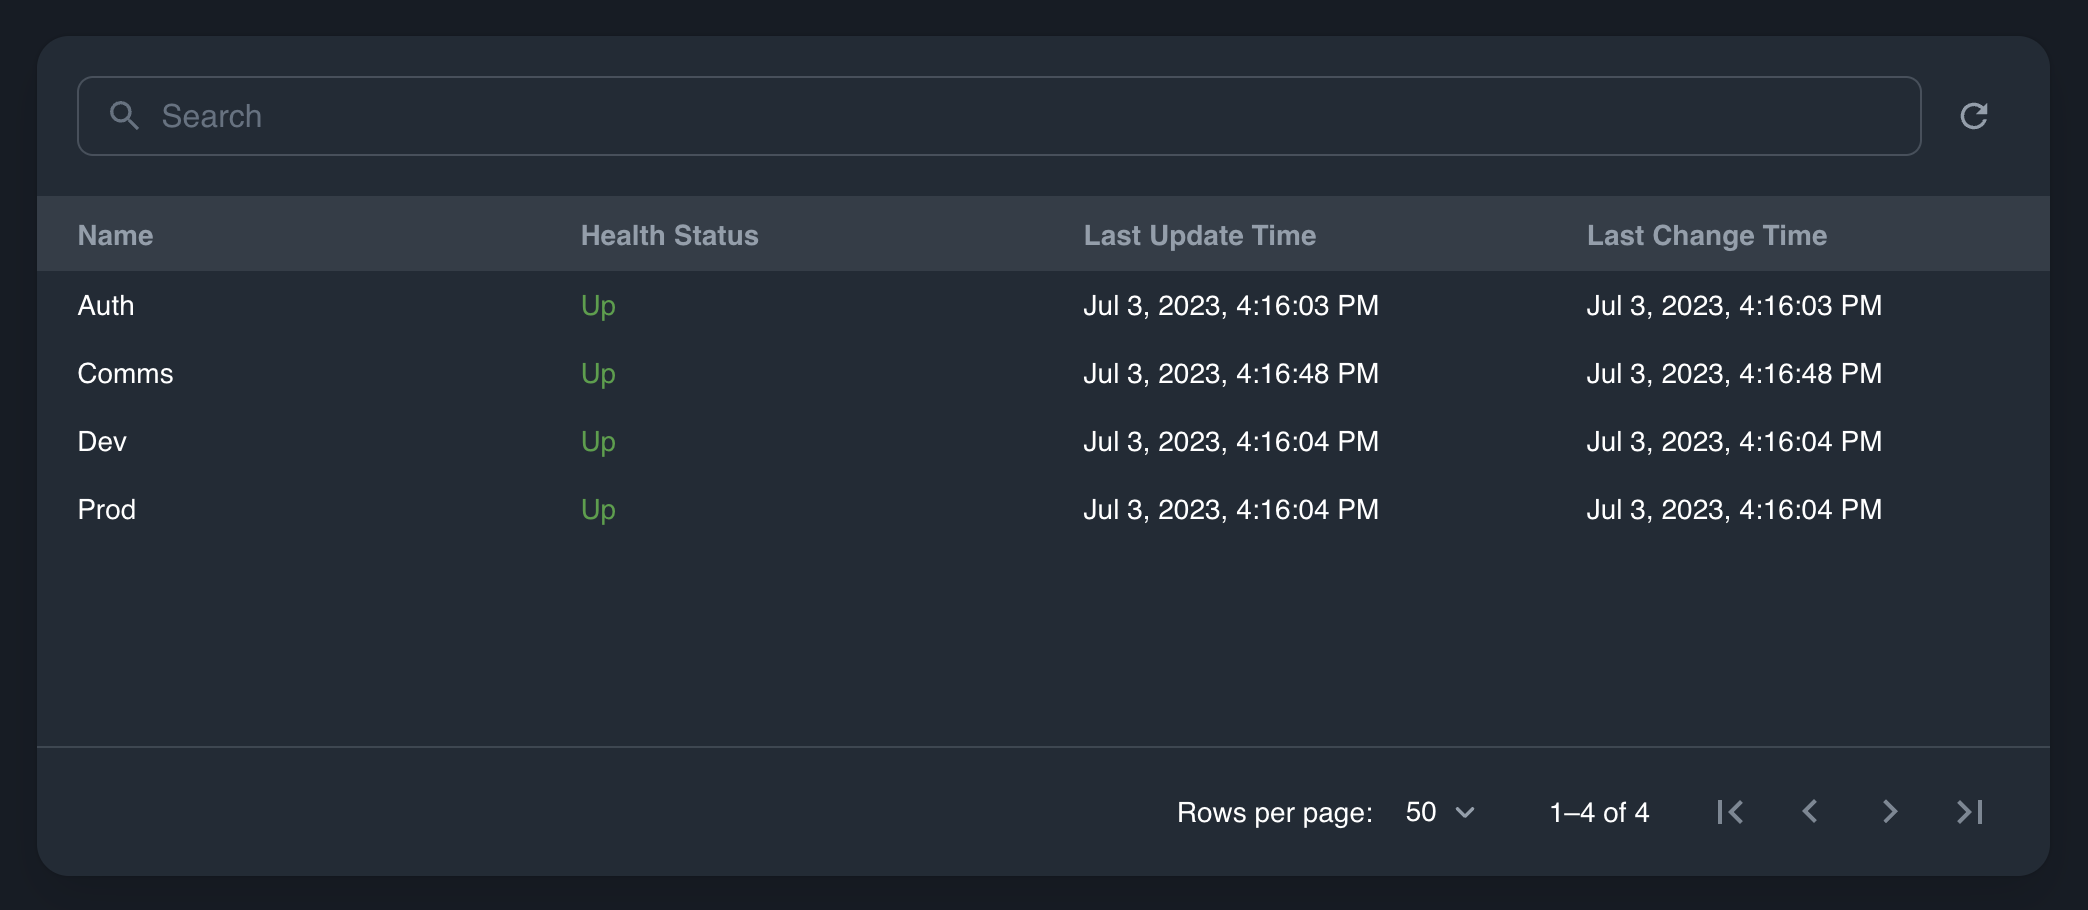 Search
Name Health Status Last Update Time Last Change Time
Auth Up Jul 3, 2023, 4:16:03 PM Jul 3, 2023, 4:16:03 PM
Comms Up Jul 3, 2023, 4:16:48 PM Jul 3, 2023, 4:16:48 PM
Dev Up Jul 3, 2023, 4:16:04 PM Jul 3, 2023, 4:16:04 PM
Prod Up Jul 3, 2023, 4:16:04 PM Jul 3, 2023, 4:16:04 PM
Rows per page: 50 1–4 of 4